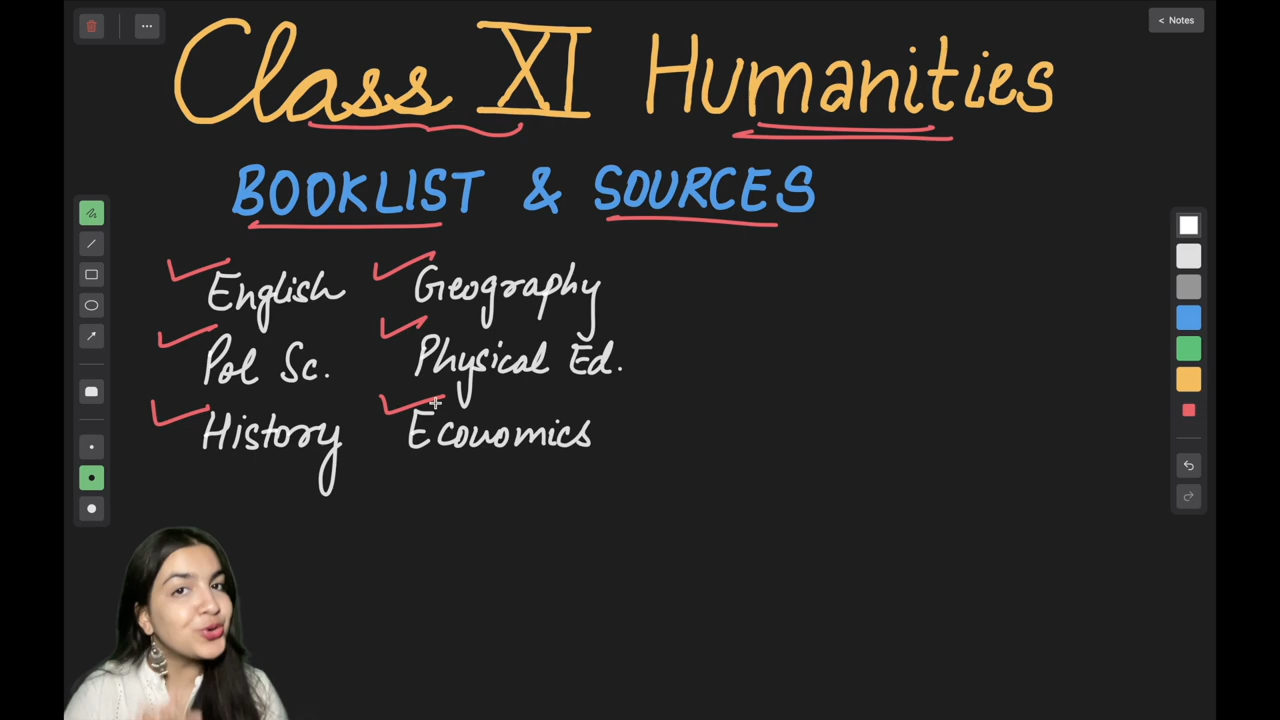 < Notes
Class XI Humanities
BOOKLIST & SOURCES
English Geography
Pol Sc. Physical Ed.
History Economics